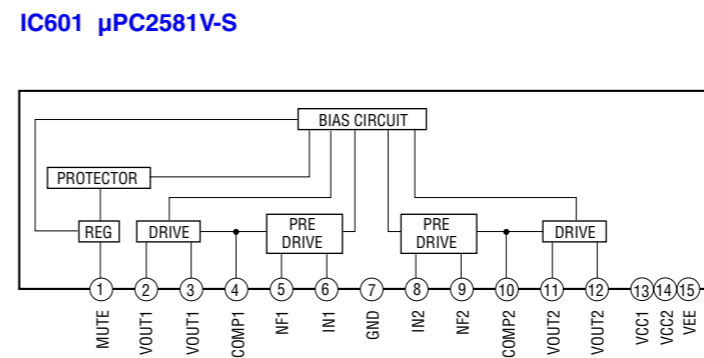 IC601 µPC2581V-S
BIAS CIRCUIT
PROTECTOR
REG
DRIVE
PRE
DRIVE
PRE
DRIVE
DRIVE
1 2 3 4 5 6 7 8 9 10 11 12 13 14 15
MUTE
VOUT1
VOUT1
COMP1
NF1
IN1
GND
IN2
NF2
COMP2
VOUT2
VOUT2
VCC1
VCC2
VEE